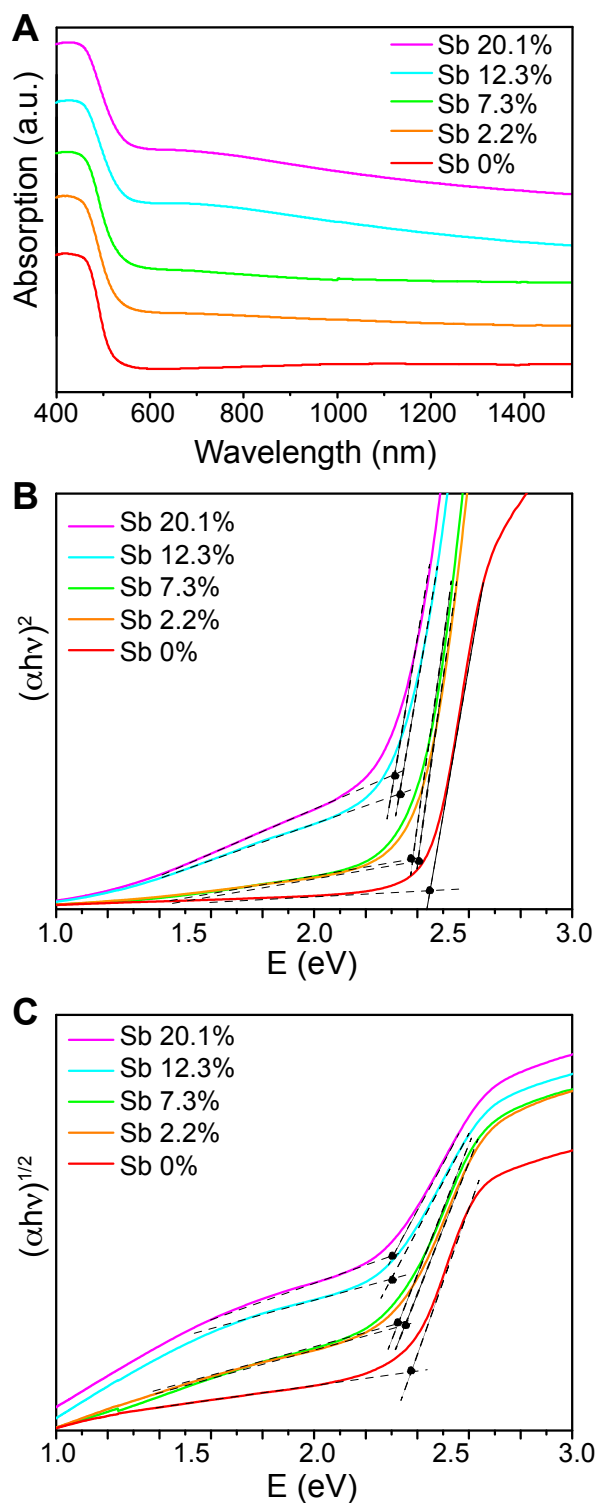 A
Absorption (a.u.)
Sb 20.1%
Sb 12.3%
Sb 7.3%
Sb 2.2%
Sb 0%
400 600 800 1000 1200 1400
Wavelength (nm)
B
(αhν)²
Sb 20.1%
Sb 12.3%
Sb 7.3%
Sb 2.2%
Sb 0%
1.0 1.5 2.0 2.5 3.0
E (eV)
C
(αhν)^1/2
Sb 20.1%
Sb 12.3%
Sb 7.3%
Sb 2.2%
Sb 0%
1.0 1.5 2.0 2.5 3.0
E (eV)